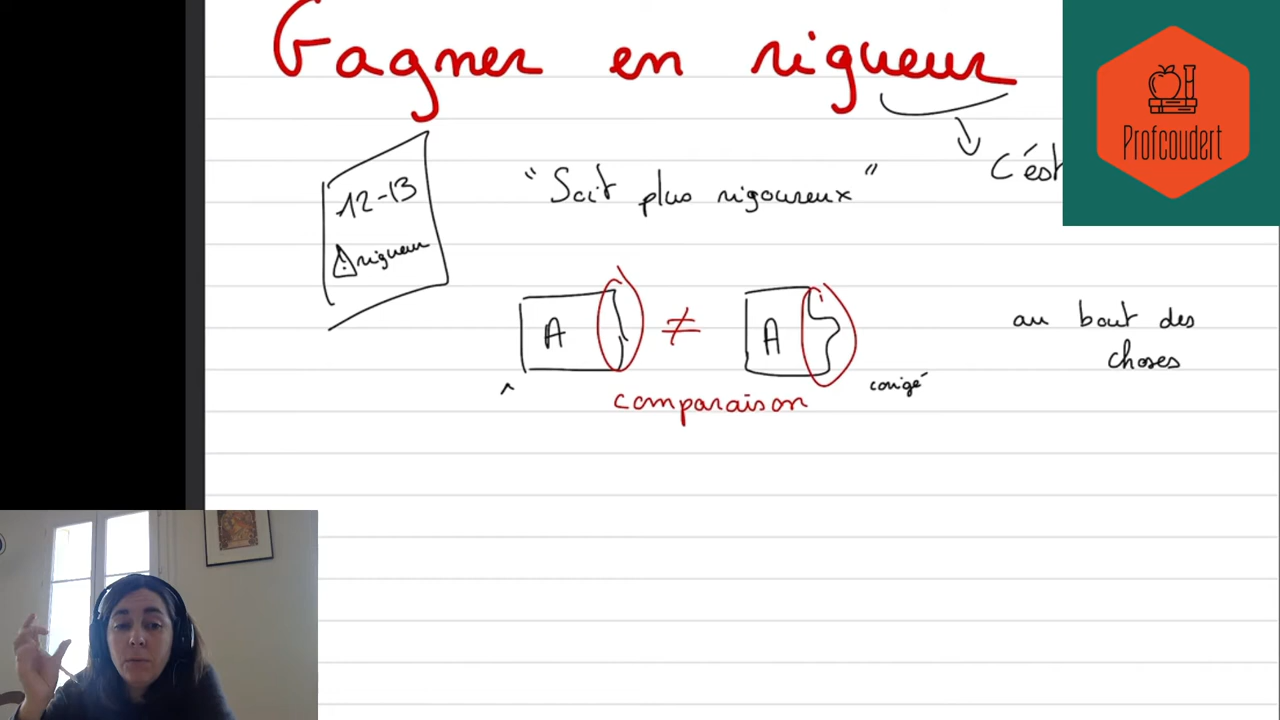 Gagner en rigueur
Profcoudert
C'est
"Soit plus rigoureux"
12-13
⚠ rigueur
A ≠ A
au bout des
choses
corrigé
comparaison